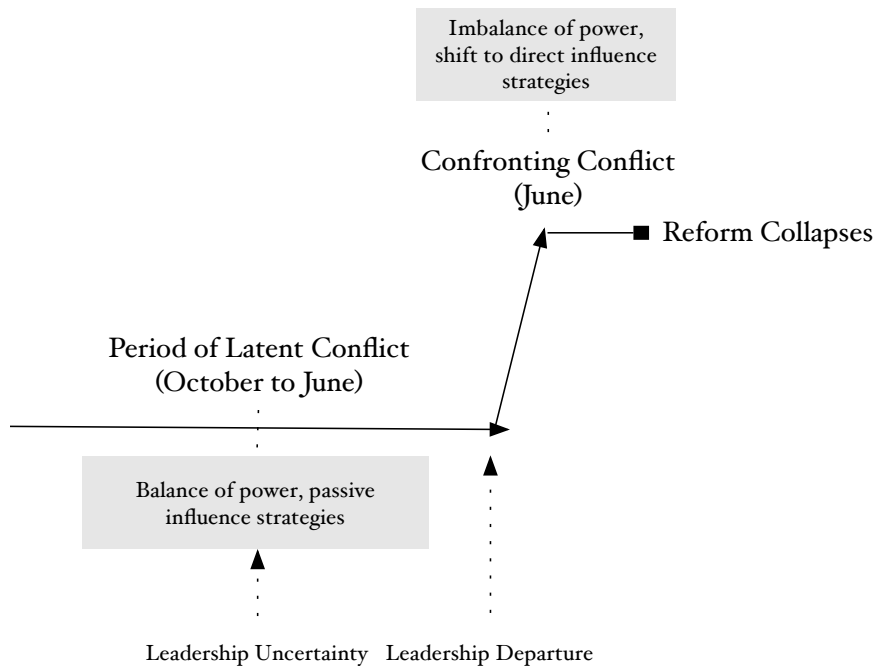 Imbalance of power,
shift to direct influence
strategies
Confronting Conflict
(June)
Reform Collapses
Period of Latent Conflict
(October to June)
Balance of power, passive
influence strategies
Leadership Uncertainty
Leadership Departure